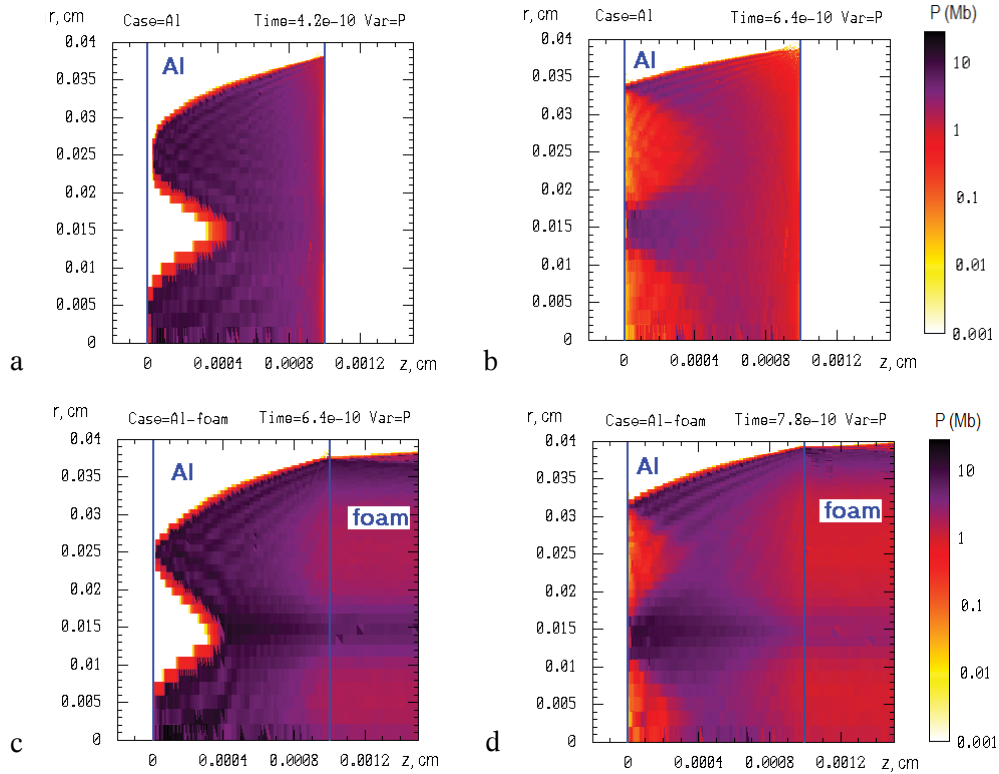 r, cm Case=Al Time=4.2e-10 Var=P
0.04
0.035
0.03
0.025
0.02
0.015
0.01
0.005
0
Al
0 0.0004 0.0008 0.0012 z, cm
a
r, cm Case=Al Time=6.4e-10 Var=P
0.04
0.035
0.03
0.025
0.02
0.015
0.01
0.005
0
Al
0 0.0004 0.0008 0.0012 z, cm
b
P (Mb)
10
1
0.1
0.01
0.001
r, cm Case=Al-foam Time=6.4e-10 Var=P
0.04
0.035
0.03
0.025
0.02
0.015
0.01
0.005
0
Al
foam
0 0.0004 0.0008 0.0012 z, cm
c
r, cm Case=Al-foam Time=7.8e-10 Var=P
0.04
0.035
0.03
0.025
0.02
0.015
0.01
0.005
0
Al
foam
0 0.0004 0.0008 0.0012 z, cm
d
P (Mb)
10
1
0.1
0.01
0.001